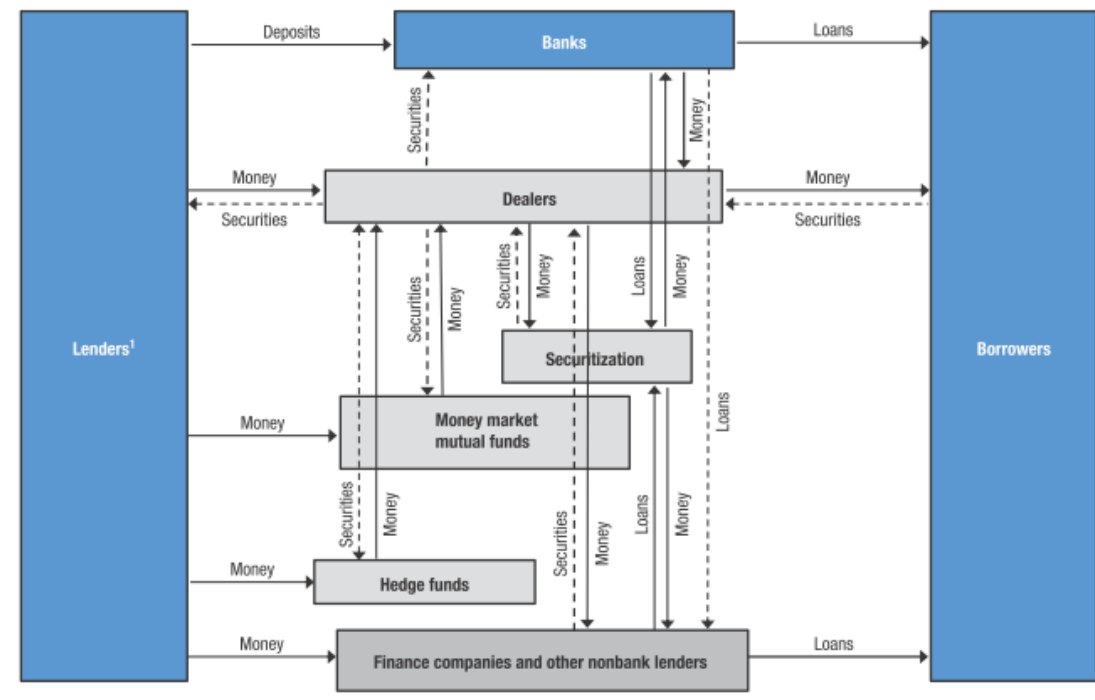 Deposits
Banks
Loans
Securities
Money
Money
Securities
Dealers
Money
Securities
Securities
Money
Securities
Money
Loans
Money
Lenders¹
Securitization
Borrowers
Money
Money market
mutual funds
Loans
Securities
Money
Securities
Money
Loans
Money
Money
Hedge funds
Money
Finance companies and other nonbank lenders
Loans